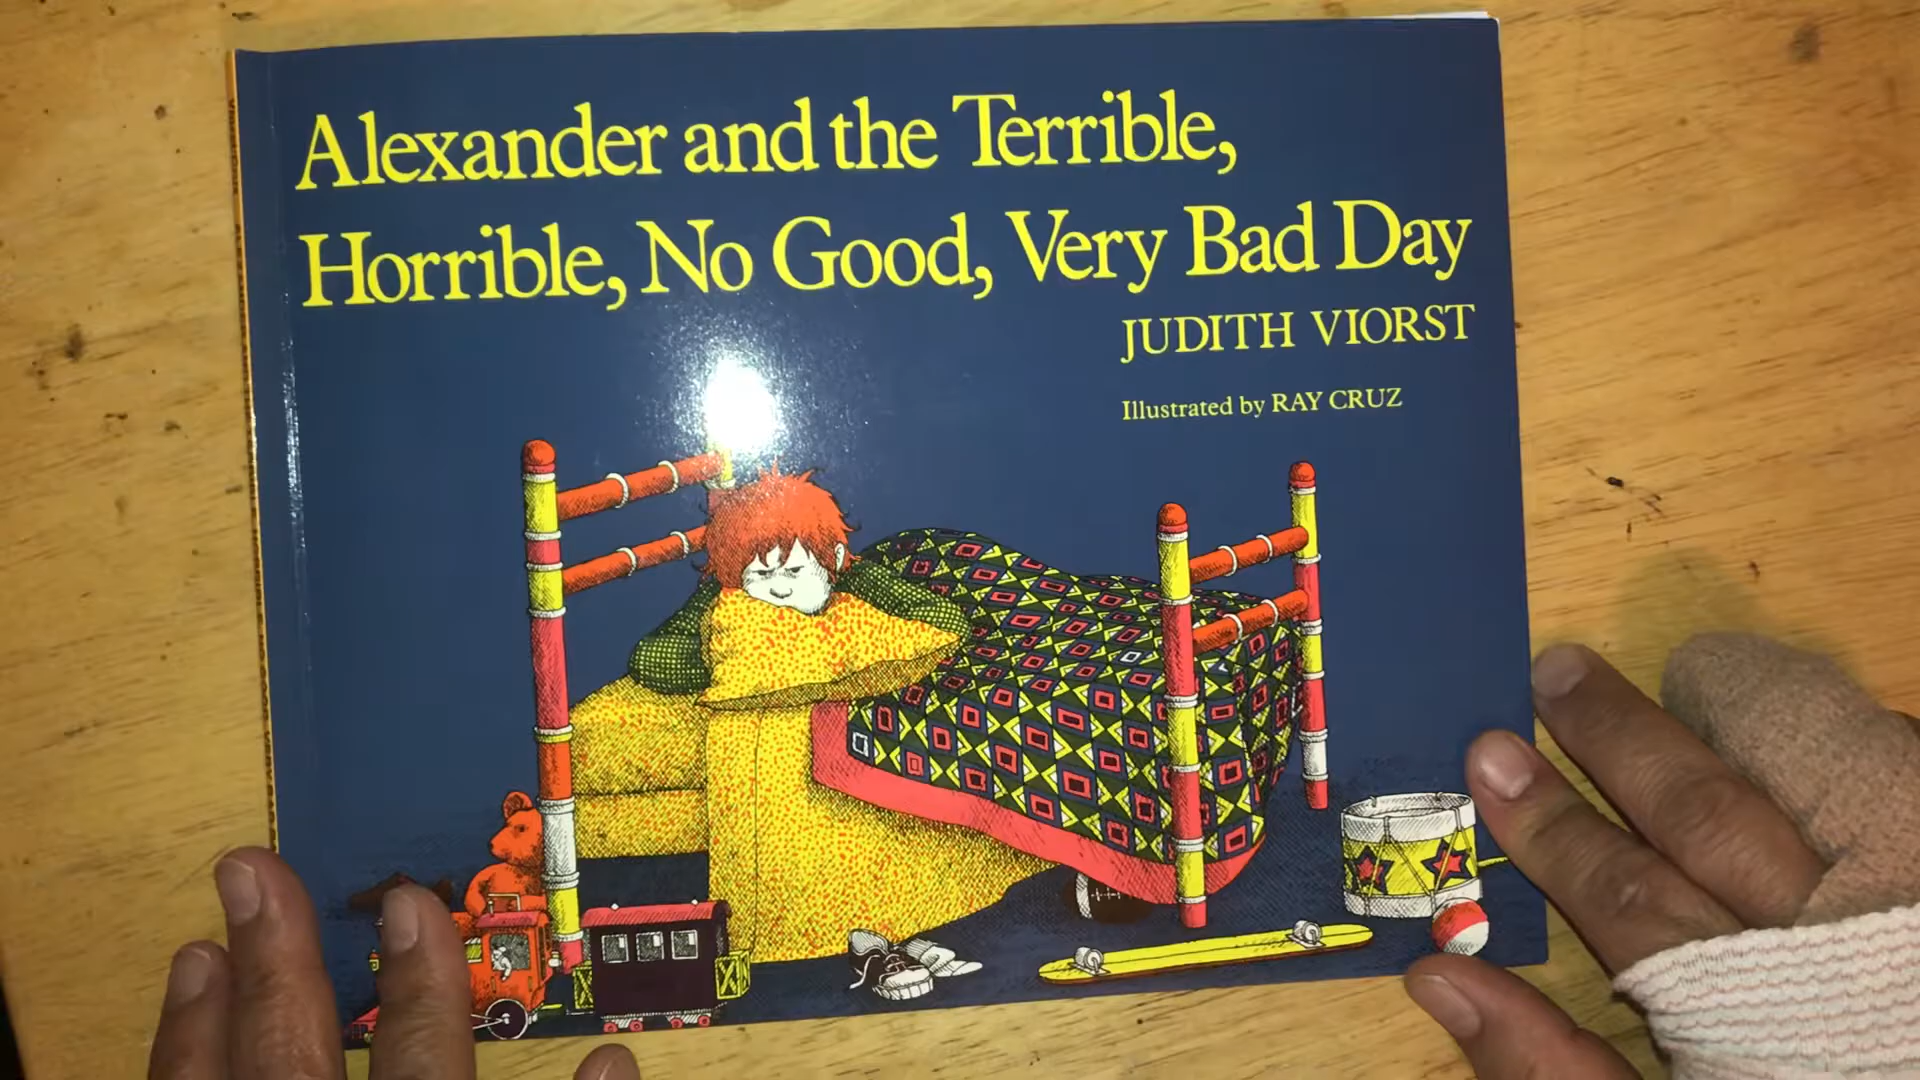 Alexander and the Terrible,
Horrible, No Good, Very Bad Day
JUDITH VIORST
Illustrated by RAY CRUZ